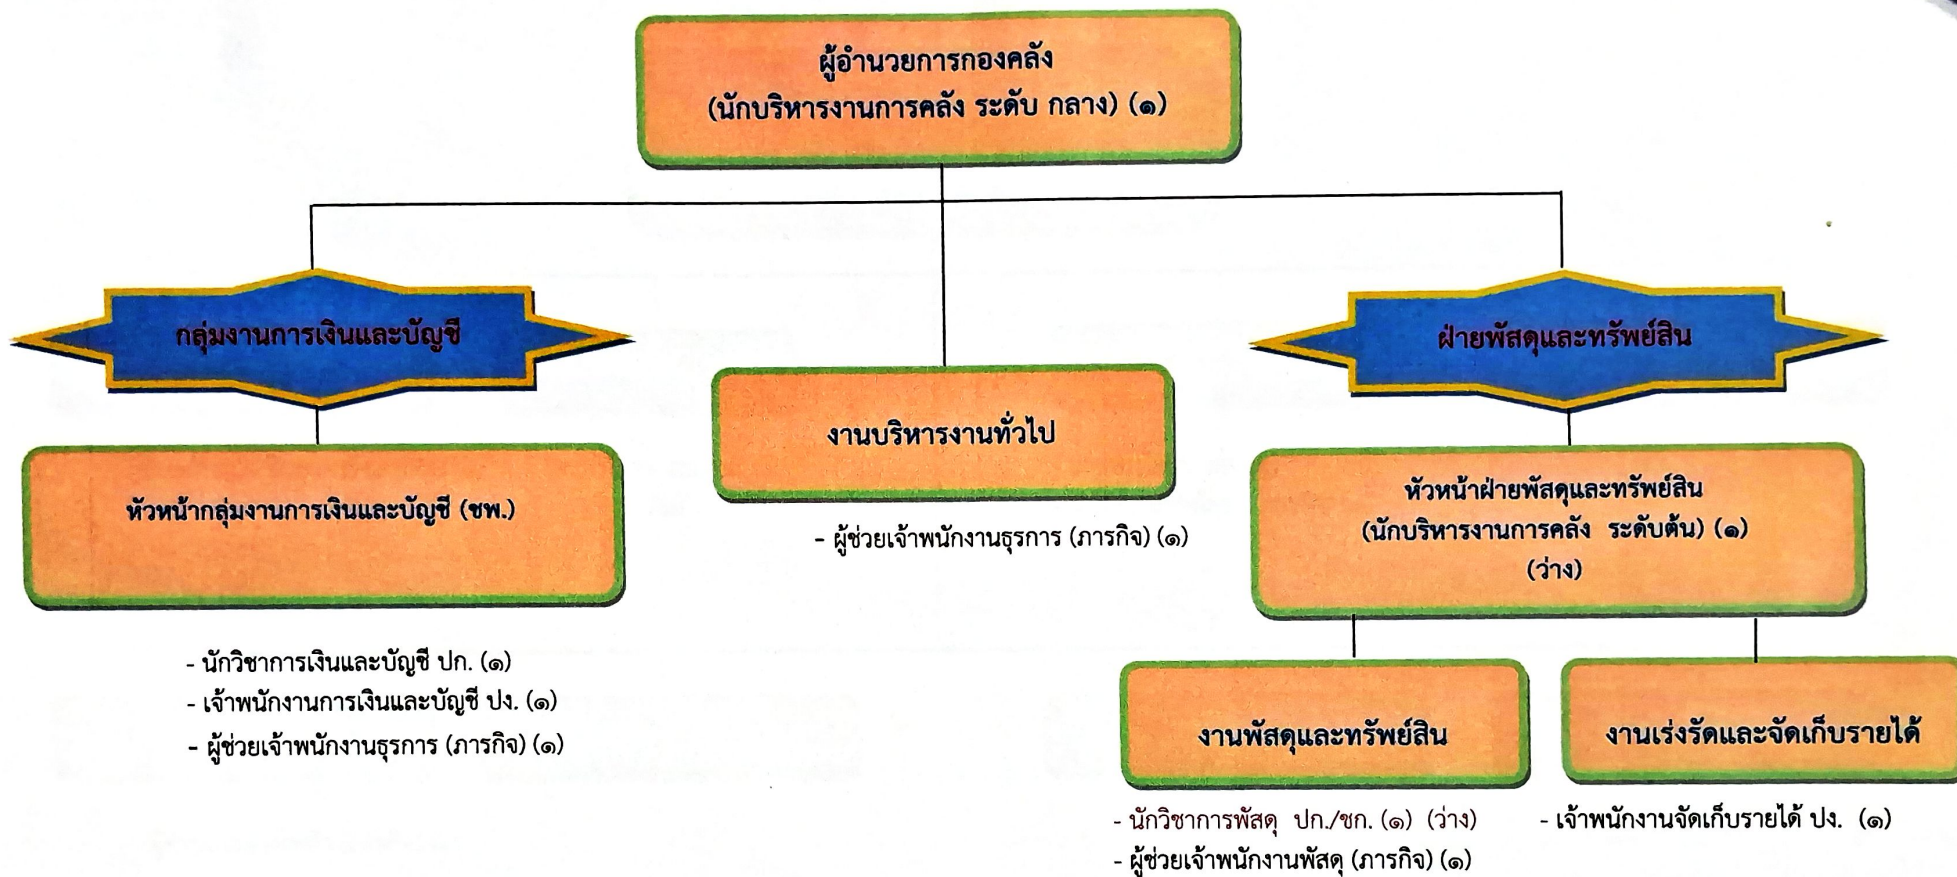 ผู้อำนวยการกองคลัง
(นักบริหารงานการคลัง ระดับ กลาง) (๑)
กลุ่มงานการเงินและบัญชี
ฝ่ายพัสดุและทรัพย์สิน
งานบริหารงานทั่วไป
- ผู้ช่วยเจ้าพนักงานธุรการ (ภารกิจ) (๑)
หัวหน้ากลุ่มงานการเงินและบัญชี (ชพ.)
- นักวิชาการเงินและบัญชี ปก. (๑)
- เจ้าพนักงานการเงินและบัญชี ปง. (๑)
- ผู้ช่วยเจ้าพนักงานธุรการ (ภารกิจ) (๑)
หัวหน้าฝ่ายพัสดุและทรัพย์สิน
(นักบริหารงานการคลัง ระดับต้น) (๑)
(ว่าง)
งานพัสดุและทรัพย์สิน
- นักวิชาการพัสดุ ปก./ชก. (๑) (ว่าง)
- ผู้ช่วยเจ้าพนักงานพัสดุ (ภารกิจ) (๑)
งานเร่งรัดและจัดเก็บรายได้
- เจ้าพนักงานจัดเก็บรายได้ ปง. (๑)